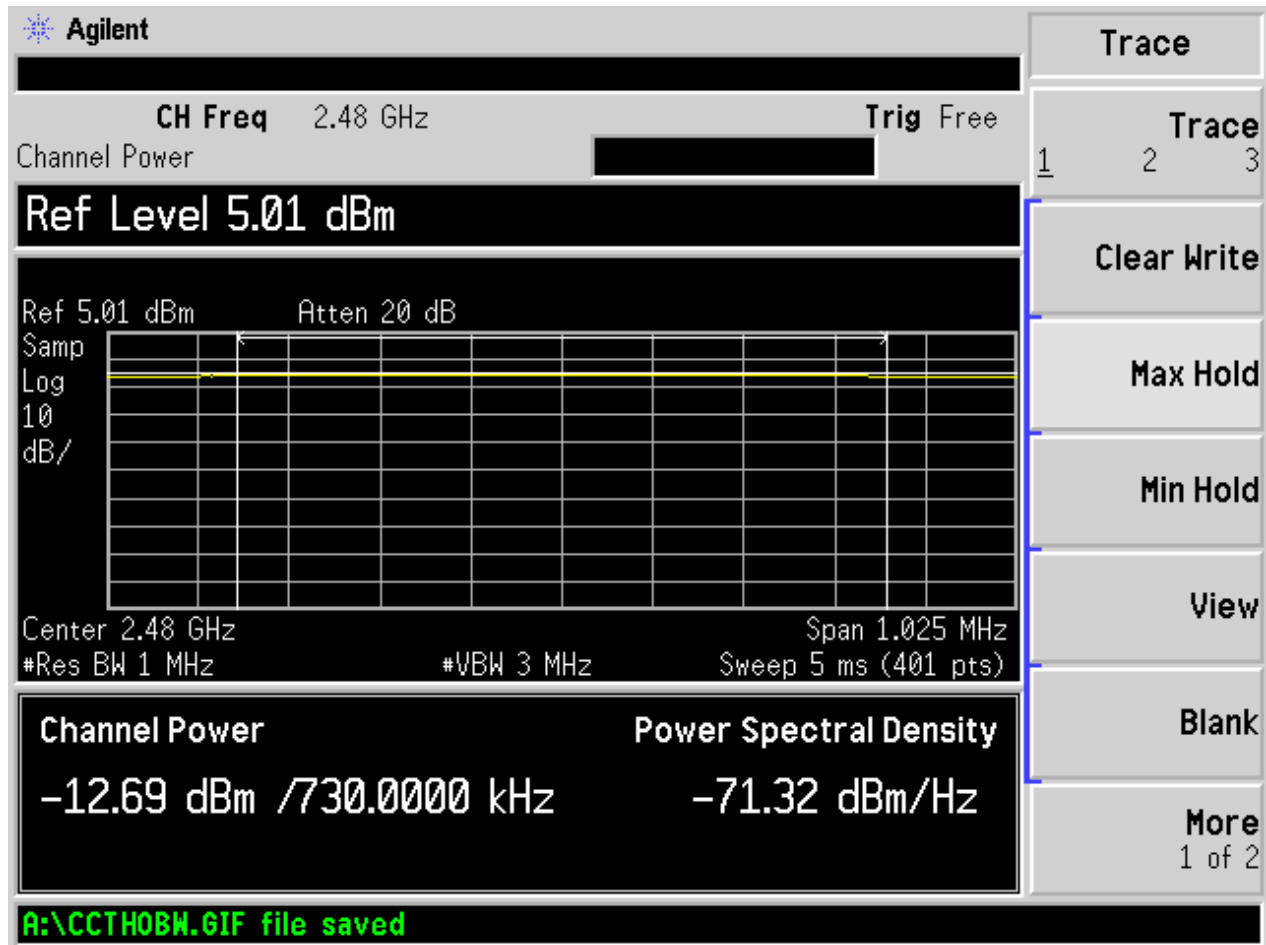 Agilent
CH Freq 2.48 GHz Trig Free
Channel Power
Ref Level 5.01 dBm
Ref 5.01 dBm Atten 20 dB
Samp
Log
10
dB/
Center 2.48 GHz Span 1.025 MHz
#Res BW 1 MHz #VBW 3 MHz Sweep 5 ms (401 pts)
Channel Power Power Spectral Density
-12.69 dBm /730.0000 kHz -71.32 dBm/Hz
A:\CCTHOBW.GIF file saved
Trace
Trace
1 2 3
Clear Write
Max Hold
Min Hold
View
Blank
More
1 of 2